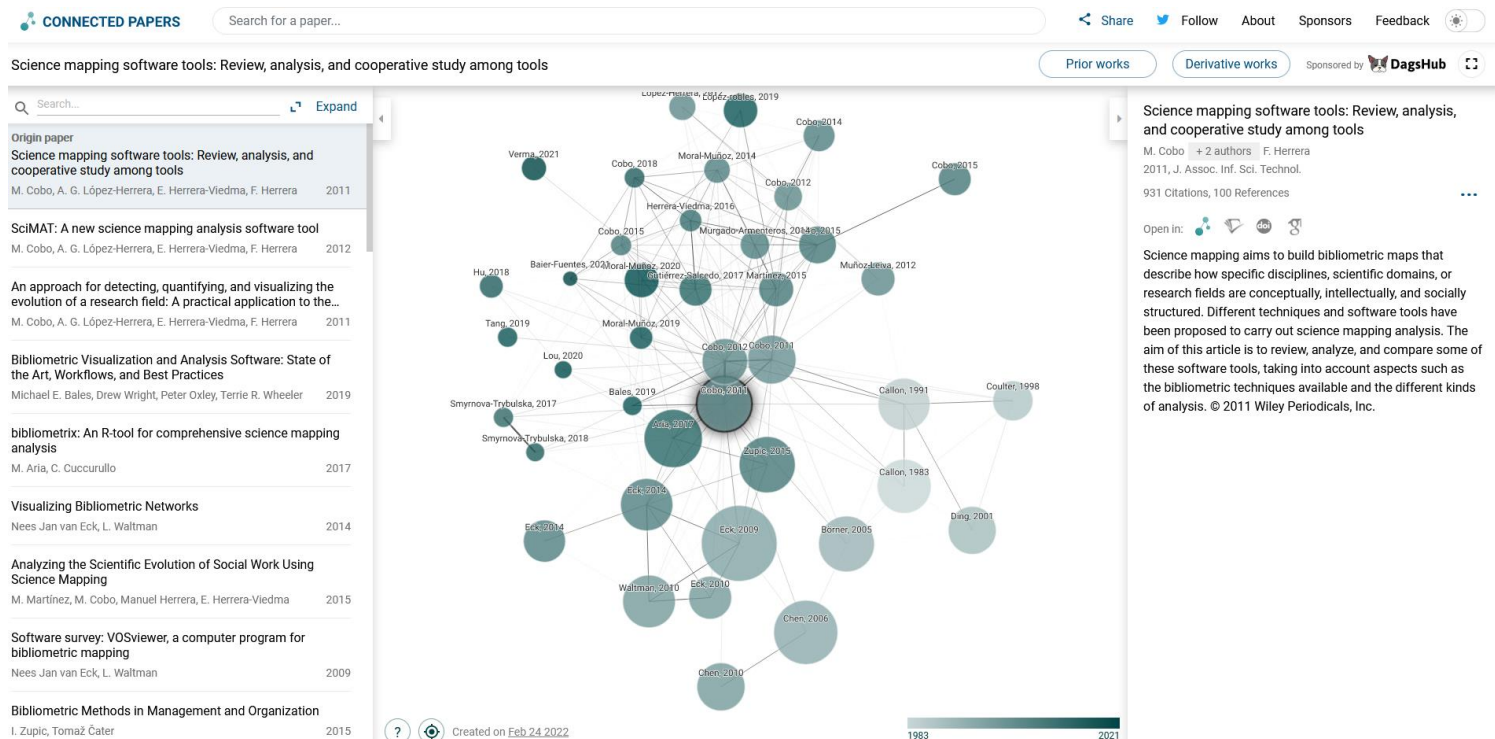 CONNECTED PAPERS
Search for a paper...
Share
Follow
About
Sponsors
Feedback
Science mapping software tools: Review, analysis, and cooperative study among tools
Prior works
Derivative works
Sponsored by DagsHub
Search...
Expand
Origin paper
Science mapping software tools: Review, analysis, and
cooperative study among tools
M. Cobo, A. G. López-Herrera, E. Herrera-Viedma, F. Herrera 2011
SciMAT: A new science mapping analysis software tool
M. Cobo, A. G. López-Herrera, E. Herrera-Viedma, F. Herrera 2012
An approach for detecting, quantifying, and visualizing the
evolution of a research field: A practical application to the...
M. Cobo, A. G. López-Herrera, E. Herrera-Viedma, F. Herrera 2011
Bibliometric Visualization and Analysis Software: State of
the Art, Workflows, and Best Practices
Michael E. Bales, Drew Wright, Peter Oxley, Terrie R. Wheeler 2019
bibliometrix: An R-tool for comprehensive science mapping
analysis
M. Aria, C. Cuccurullo 2017
Visualizing Bibliometric Networks
Nees Jan van Eck, L. Waltman 2014
Analyzing the Scientific Evolution of Social Work Using
Science Mapping
M. Martínez, M. Cobo, Manuel Herrera, E. Herrera-Viedma 2015
Software survey: VOSviewer, a computer program for
bibliometric mapping
Nees Jan van Eck, L. Waltman 2009
Bibliometric Methods in Management and Organization
I. Zupic, Tomaž Čater 2015
López-Herrera, 2012
López-robles, 2019
Cobo, 2014
Verma, 2021
Cobo, 2018
Moral-Muñoz, 2014
Cobo, 2015
Cobo, 2012
Herrera-Viedma, 2016
Cobo, 2015
Murgado-Armenteros, 2014
2015
Baier-Fuentes, 2021
Moral-Muñoz, 2020
Gutiérrez-Salcedo, 2017
Martínez, 2015
Muñoz-Leiva, 2012
Hu, 2018
Tang, 2019
Moral-Muñoz, 2019
Cobo, 2012
Cobo, 2011
Lou, 2020
Bales, 2019
Cobo, 2011
Callon, 1991
Coulter, 1998
Smyrnova-Trybulska, 2017
Aria, 2017
Smyrnova-Trybulska, 2018
Zupic, 2015
Callon, 1983
Eck, 2014
Eck, 2014
Eck, 2009
Börner, 2005
Ding, 2001
Waltman, 2010
Eck, 2010
Chen, 2006
Chen, 2010
? Created on Feb 24 2022
1983 2021
Science mapping software tools: Review, analysis,
and cooperative study among tools
M. Cobo + 2 authors F. Herrera
2011, J. Assoc. Inf. Sci. Technol.
931 Citations, 100 References
Open in: doi
Science mapping aims to build bibliometric maps that
describe how specific disciplines, scientific domains, or
research fields are conceptually, intellectually, and socially
structured. Different techniques and software tools have
been proposed to carry out science mapping analysis. The
aim of this article is to review, analyze, and compare some of
these software tools, taking into account aspects such as
the bibliometric techniques available and the different kinds
of analysis. © 2011 Wiley Periodicals, Inc.